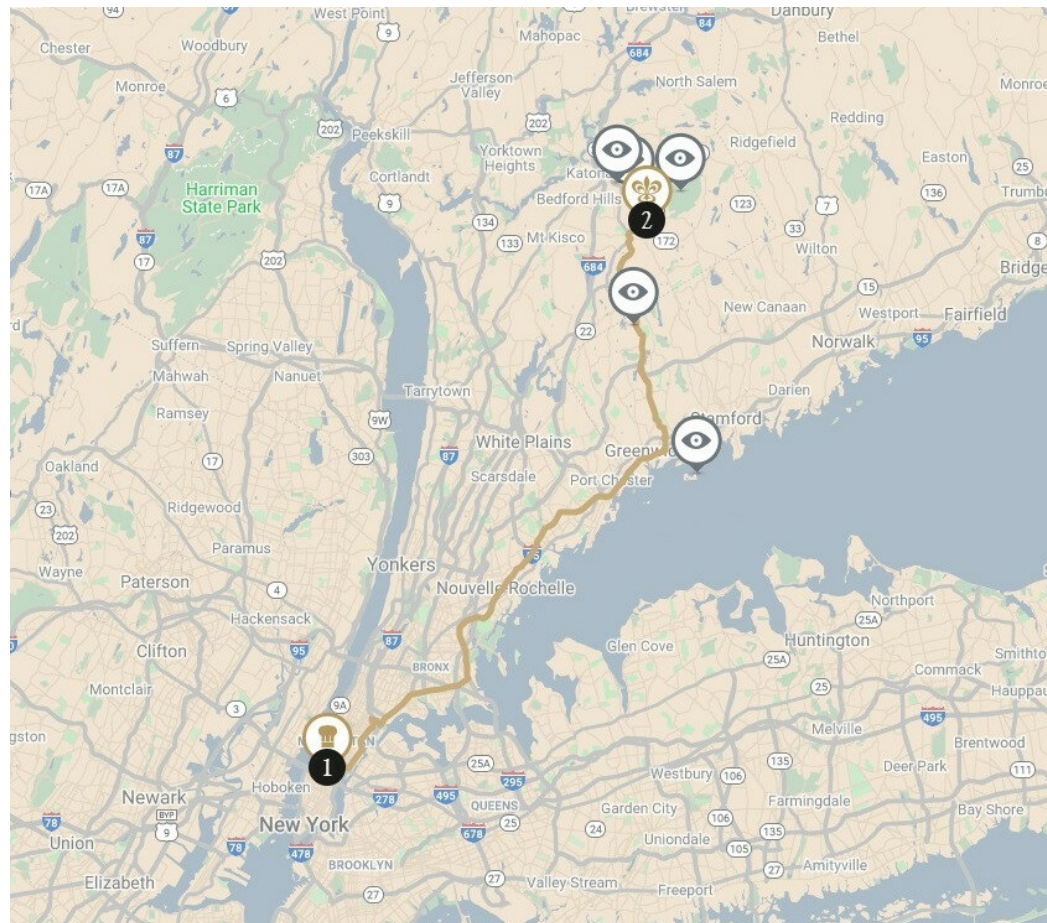 94
West Point
9
Brewster
84
Danbury
Chester
Woodbury
Mahopac
684
Bethel
Monroe
6
Jefferson
Valley
North Salem
Monroe
202
Peekskill
202
Redding
87
Yorktown
Heights
Ridgefield
Easton
25
17A
17A
Harriman
State Park
Cortlandt
9
Bedford Hills
136
123
7
134
2
87
133
Mt Kisco
172
33
8
17
202
684
Wilton
15
New Canaan
Westport
Fairfield
Suffern
Spring Valley
22
Norwalk
95
Mahwah
Nanuet
Tarrytown
Darien
Ramsey
9W
Stamford
White Plains
87
303
Oakland
17
Scarsdale
Port Chester
23
Ridgewood
202
Paramus
95
Wayne
Yonkers
Paterson
4
Nouvelle Rochelle
Northport
Hackensack
25A
87
Glen Cove
Huntington
Clifton
95
BRONX
25A
Commack
Montclair
9A
25
3
495
Melville
Brentwood
1
25A
135
Hoboken
295
Westbury
106
Deer Park
111
Newark
278
495
QUEENS
Garden City
Farmingdale
BYP
Bay Shore
78
9
New York
25
24
106
135
Union
78
478
678
Uniondale
105
BROOKLYN
27
Amityville
Elizabeth
27
27
Valley Stream
Freeport